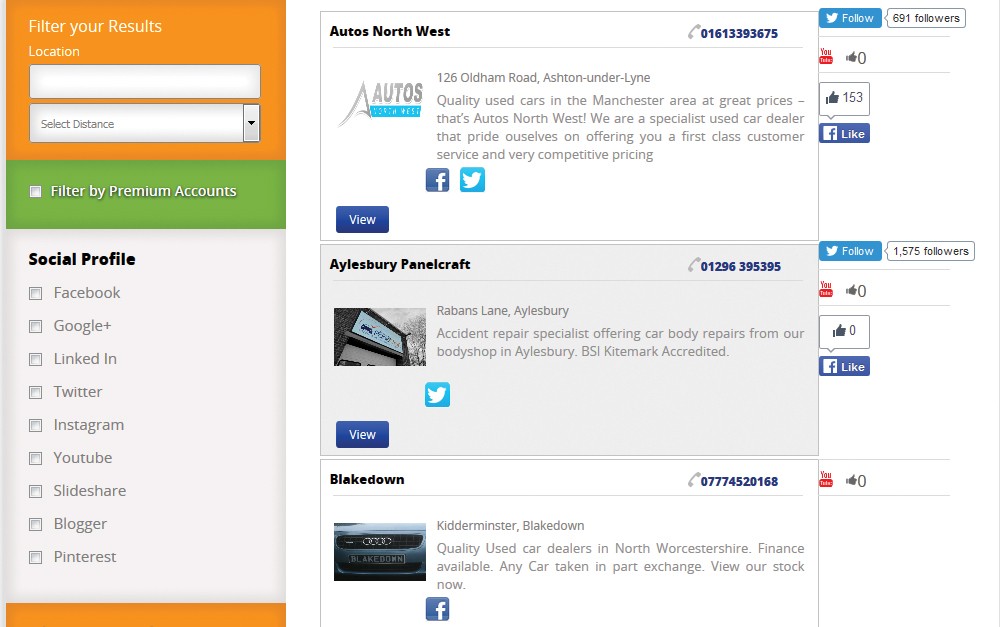 Filter your Results
Location
Select Distance
Filter by Premium Accounts
Social Profile
Facebook
Google+
Linked In
Twitter
Instagram
Youtube
Slideshare
Blogger
Pinterest
Autos North West
01613393675
AUTOS
NORTH WEST
126 Oldham Road, Ashton-under-Lyne
Quality used cars in the Manchester area at great prices –
that's Autos North West! We are a specialist used car dealer
that pride ouselves on offering you a first class customer
service and very competitive pricing
View
Follow
691 followers
You
Tube
0
153
Like
Aylesbury Panelcraft
01296 395395
Rabans Lane, Aylesbury
Accident repair specialist offering car body repairs from our
bodyshop in Aylesbury. BSI Kitemark Accredited.
View
Follow
1,575 followers
You
Tube
0
0
Like
Blakedown
07774520168
BLAKEDOWN
Kidderminster, Blakedown
Quality Used car dealers in North Worcestershire. Finance
available. Any Car taken in part exchange. View our stock
now.
You
Tube
0